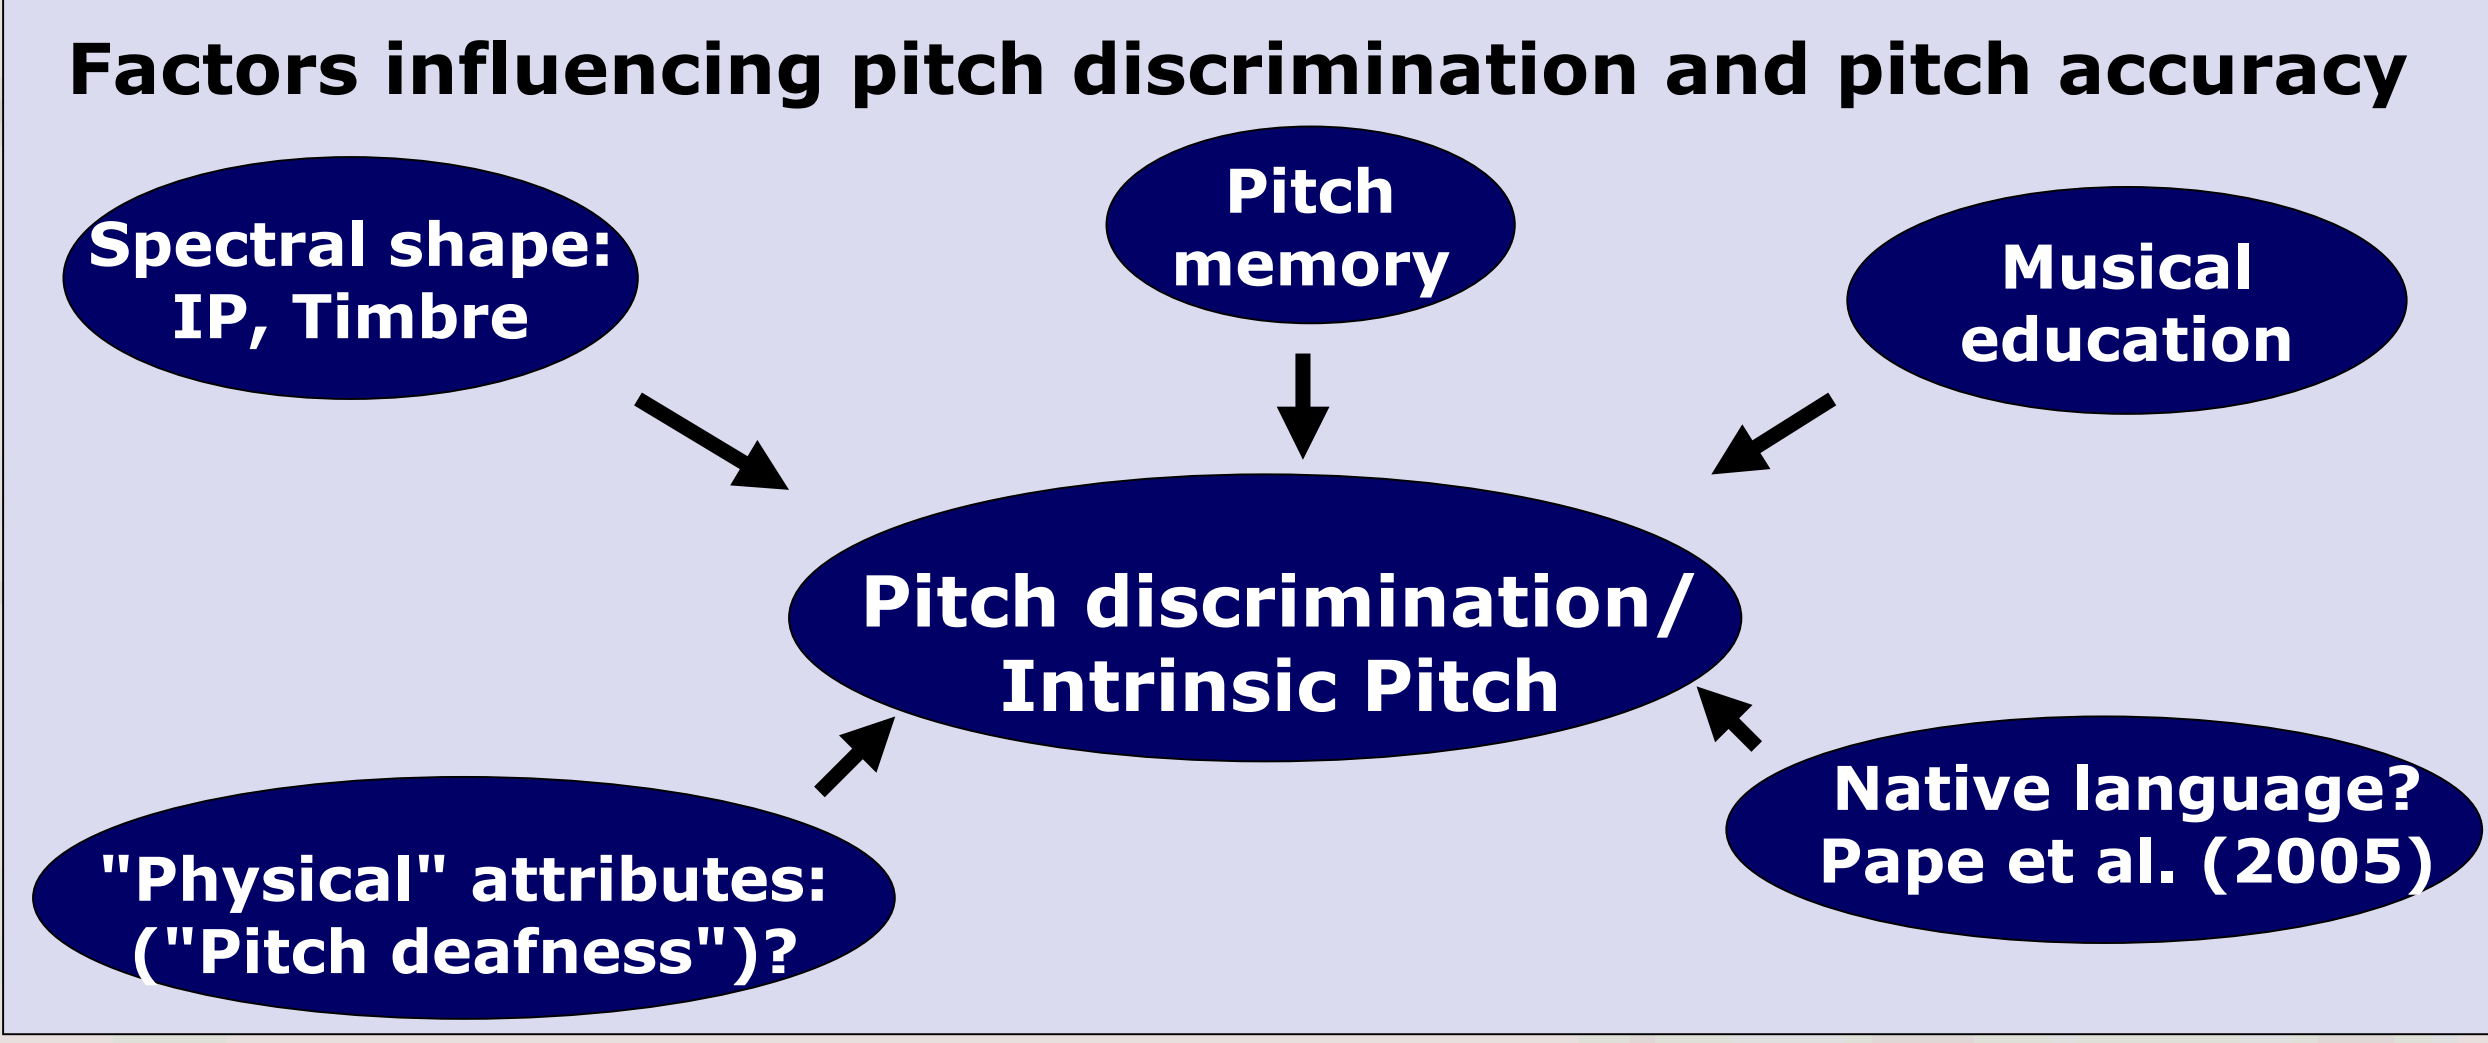 Factors influencing pitch discrimination and pitch accuracy
Spectral shape:
IP, Timbre
Pitch
memory
Musical
education
Pitch discrimination/
Intrinsic Pitch
"Physical" attributes:
("Pitch deafness")?
Native language?
Pape et al. (2005)